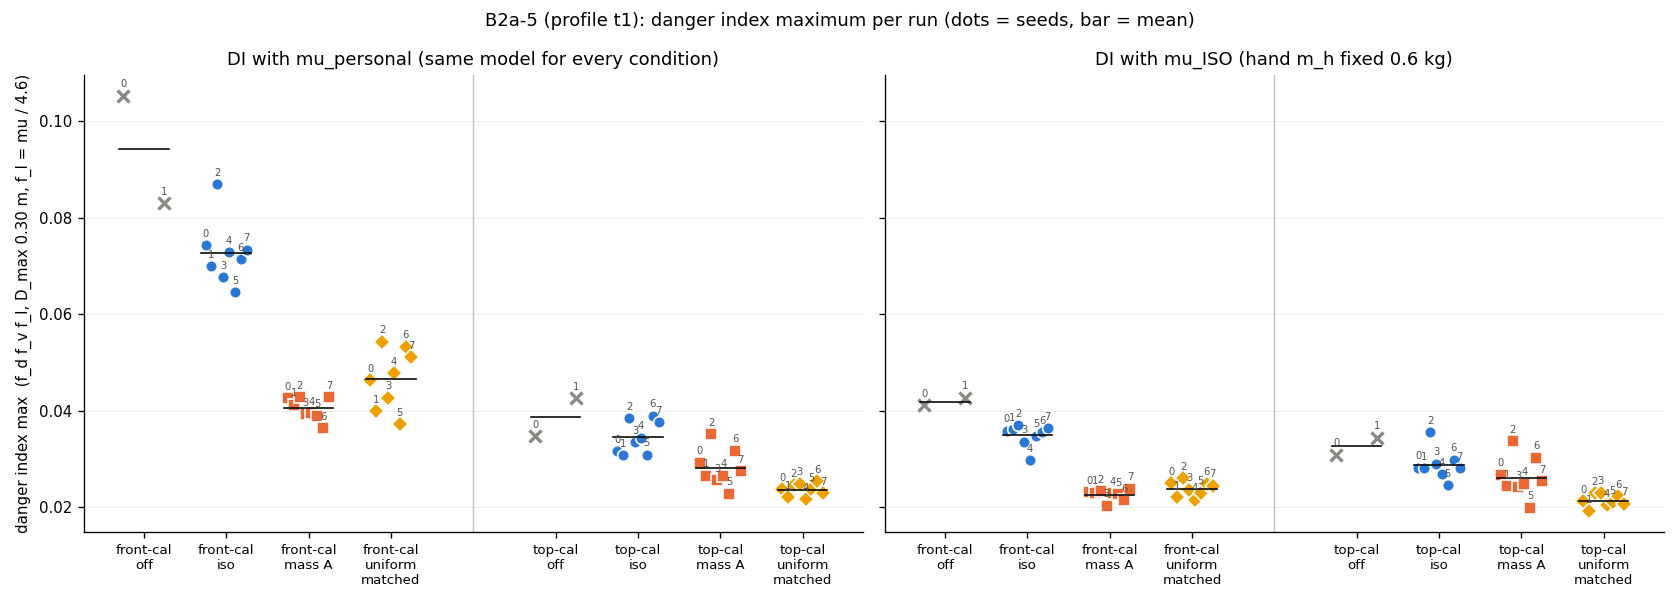 B2a-5 (profile t1): danger index maximum per run (dots = seeds, bar = mean)
DI with mu_personal (same model for every condition)
DI with mu_ISO (hand m_h fixed 0.6 kg)
danger index max (f_d f_v f_I, D_max 0.30 m, f_I = mu / 4.6)
0.10
0.08
0.06
0.04
0.02
front-cal
off
front-cal
iso
front-cal
mass A
front-cal
uniform
matched
top-cal
off
top-cal
iso
top-cal
mass A
top-cal
uniform
matched
front-cal
off
front-cal
iso
front-cal
mass A
front-cal
uniform
matched
top-cal
off
top-cal
iso
top-cal
mass A
top-cal
uniform
matched